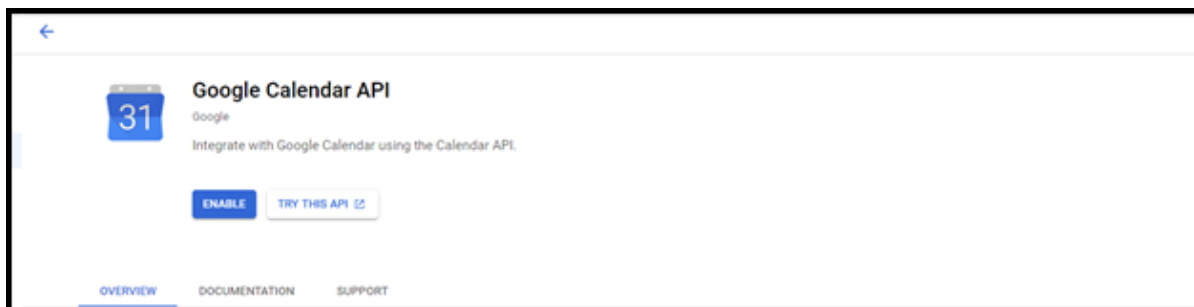 Google Calendar API
31
Google
Integrate with Google Calendar using the Calendar API.
ENABLE TRY THIS API
OVERVIEW DOCUMENTATION SUPPORT